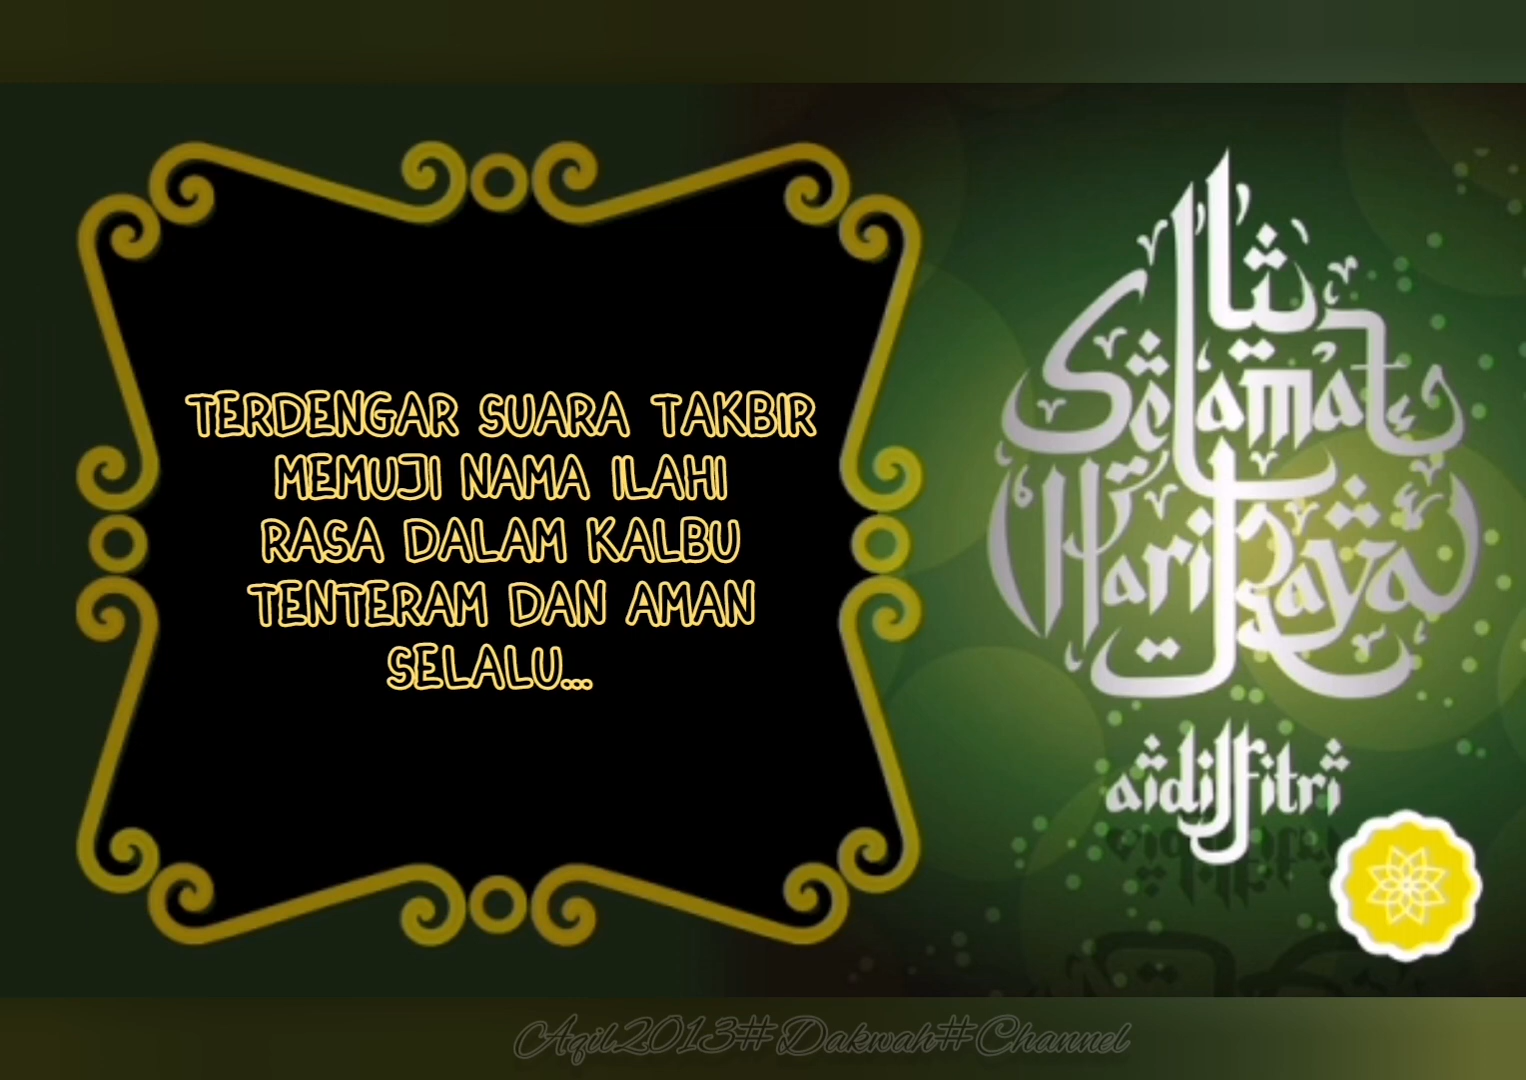 TERDENGAR SUARA TAKBIR
MEMUJI NAMA ILAHI
RASA DALAM KALBU
TENTERAM DAN AMAN
SELALU...
Selamat
Hari Raya
aidilfitri
Aqil2013#Dakwah#Channel